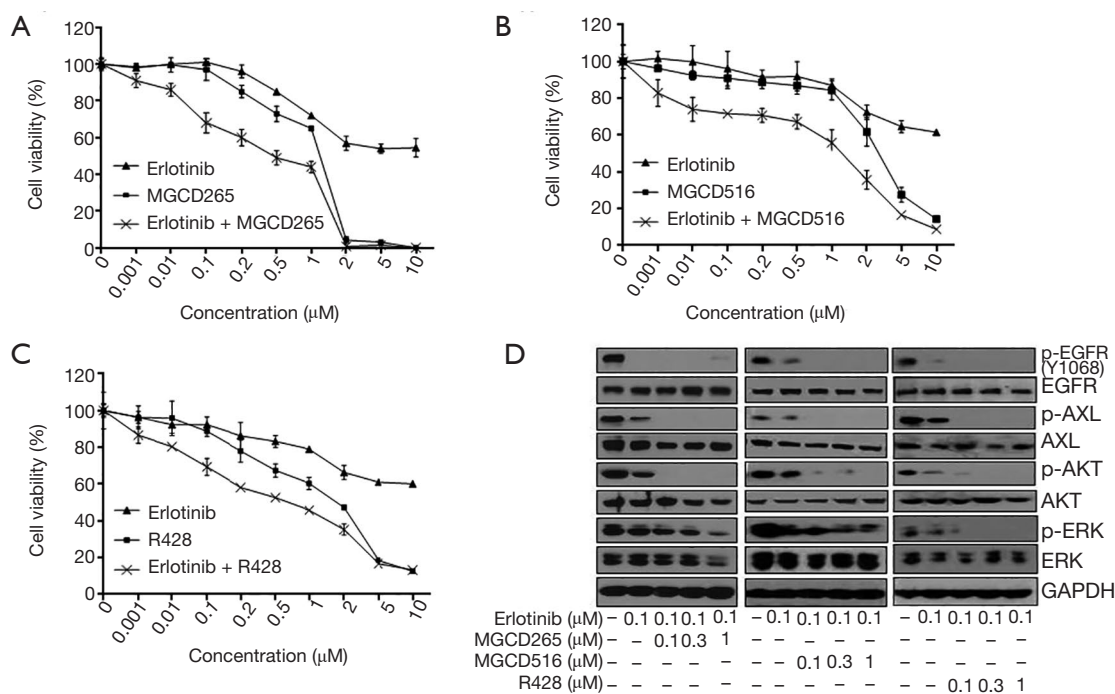 A
120
100
80
60
40
20
0
Cell viability (%)
Erlotinib
MGCD265
Erlotinib + MGCD265
0 0.001 0.01 0.1 0.2 0.5 1 2 5 10
Concentration (μM)
B
120
100
80
60
40
20
0
Cell viability (%)
Erlotinib
MGCD516
Erlotinib + MGCD516
0 0.001 0.01 0.1 0.2 0.5 1 2 5 10
Concentration (μM)
C
120
100
80
60
40
20
0
Cell viability (%)
Erlotinib
R428
Erlotinib + R428
0 0.001 0.01 0.1 0.2 0.5 1 2 5 10
Concentration (μM)
D
p-EGFR
(Y1068)
EGFR
p-AXL
AXL
p-AKT
AKT
p-ERK
ERK
GAPDH
Erlotinib (μM) – 0.1 0.1 0.1 0.1 – 0.1 0.1 0.1 0.1 – 0.1 0.1 0.1 0.1
MGCD265 (μM) – – 0.1 0.3 1 – – – – – – – – – –
MGCD516 (μM) – – – – – – – 0.1 0.3 1 – – – – –
R428 (μM) – – – – – – – – – – – – 0.1 0.3 1